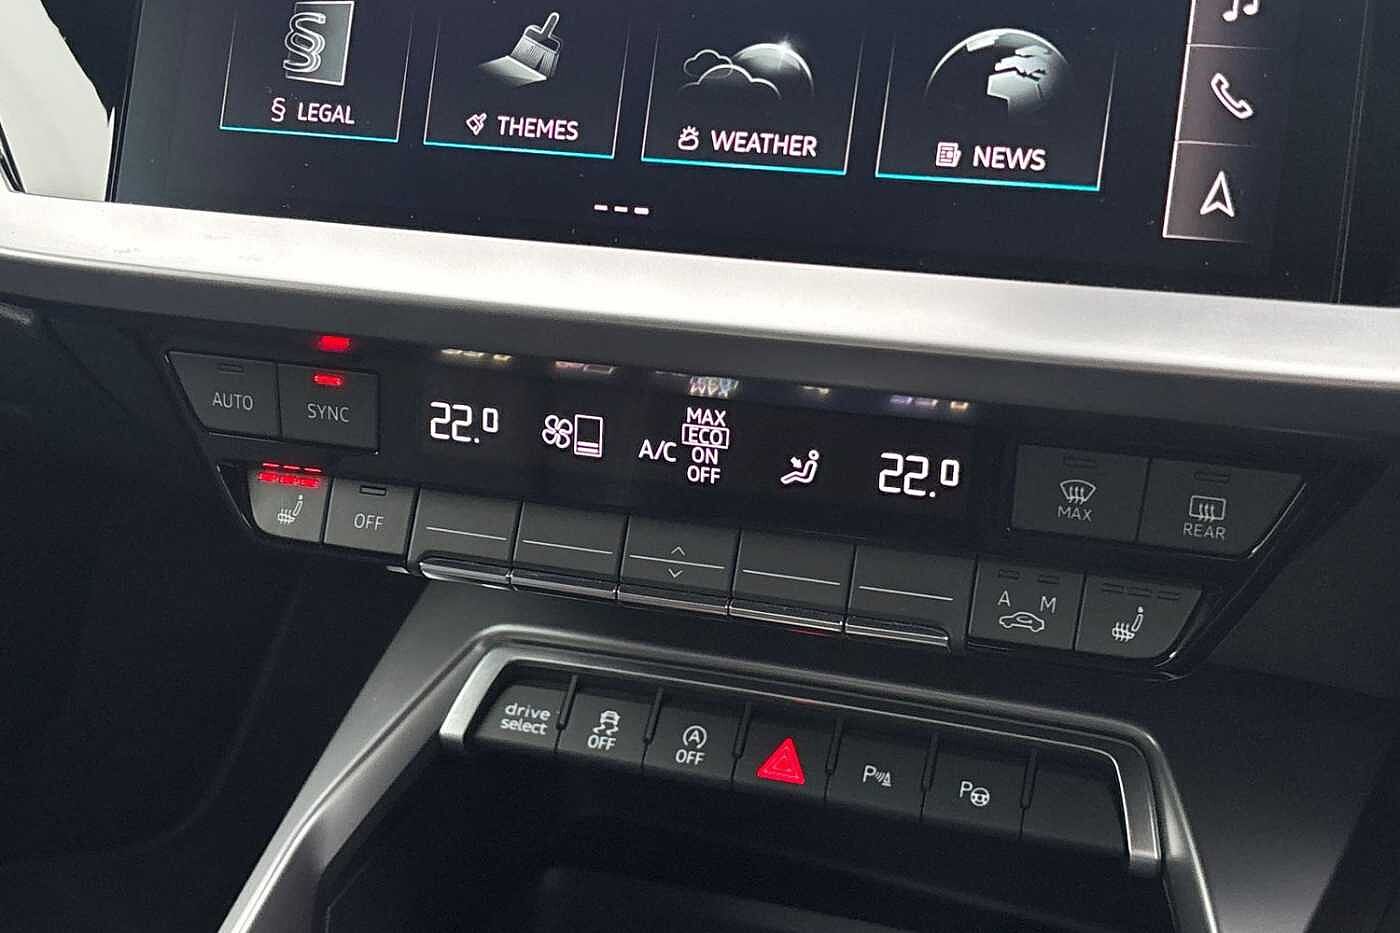 § LEGAL
THEMES
WEATHER
NEWS
AUTO
SYNC
22.0
A/C
MAX
ECO
ON
OFF
22.0
MAX
REAR
OFF
A M
drive
select
OFF
A
OFF
P
P